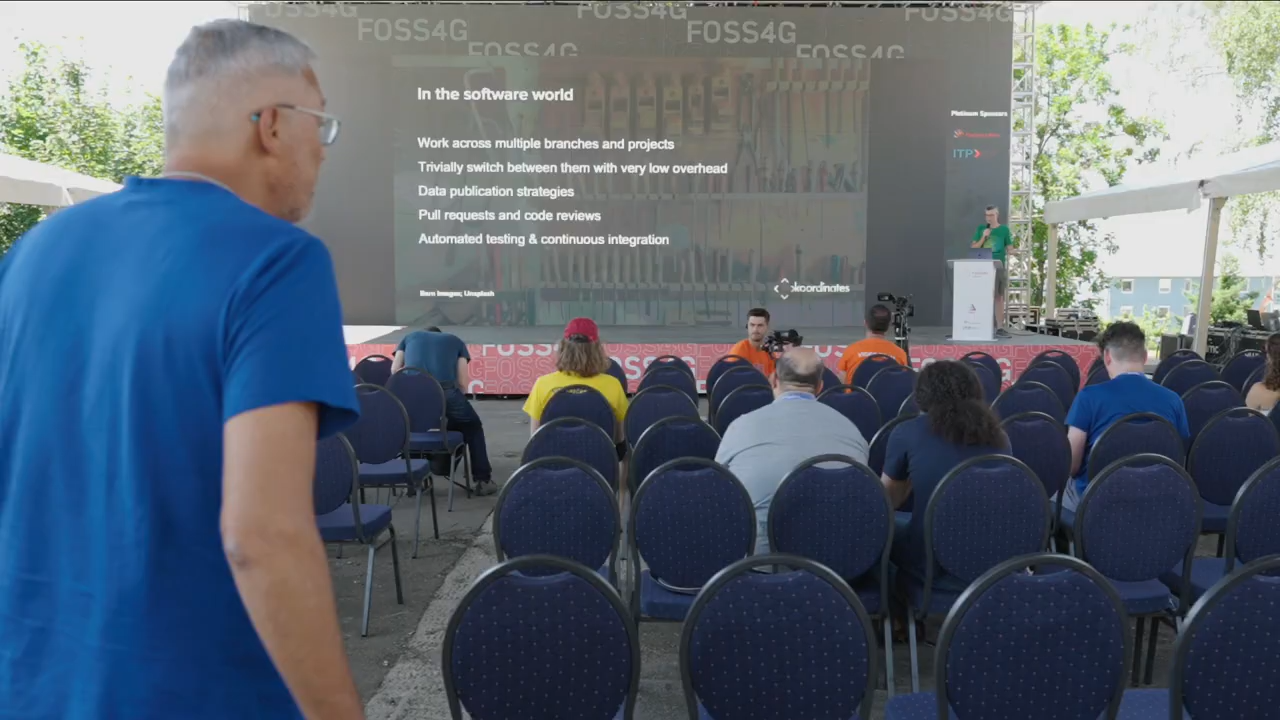 FOSS4G FOSS4G FOSS4G
FOSS4G FOSS4G
FOSS4G FOSS4G
In the software world
Work across multiple branches and projects
Trivially switch between them with very low overhead
Data publication strategies
Pull requests and code reviews
Automated testing & continuous integration
koordinates
Platinum Sponsors
ITP